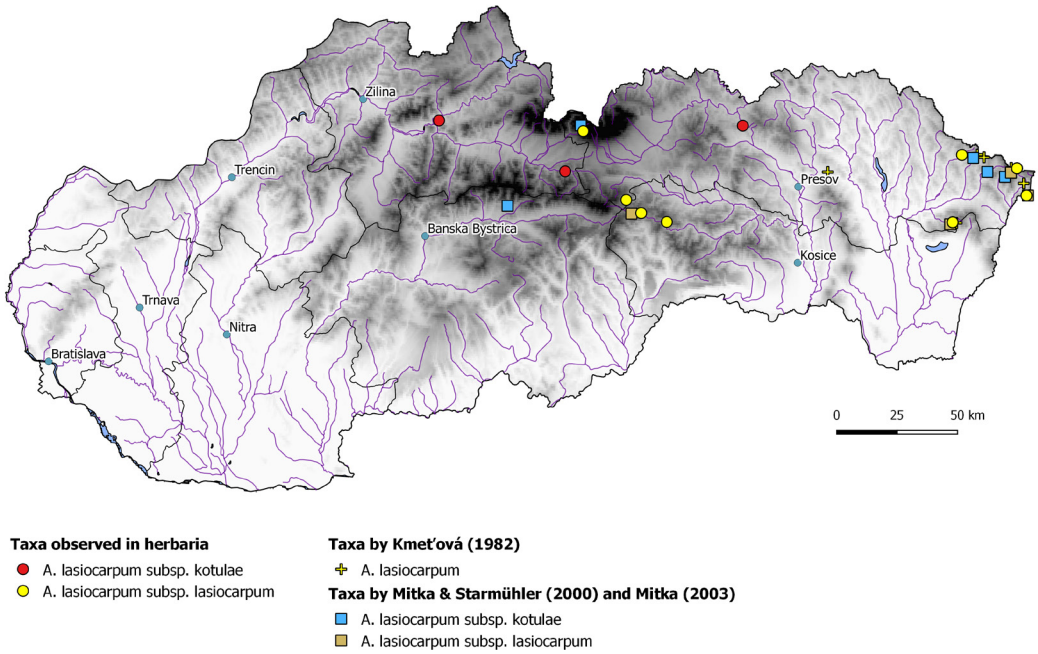 Zilina
Trencin
Presov
Banska Bystrica
Kosice
Trnava
Nitra
Bratislava
0 25 50 km
Taxa observed in herbaria
A. lasiocarpum subsp. kotulae
A. lasiocarpum subsp. lasiocarpum
Taxa by Kmeťová (1982)
A. lasiocarpum
Taxa by Mitka & Starmühler (2000) and Mitka (2003)
A. lasiocarpum subsp. kotulae
A. lasiocarpum subsp. lasiocarpum